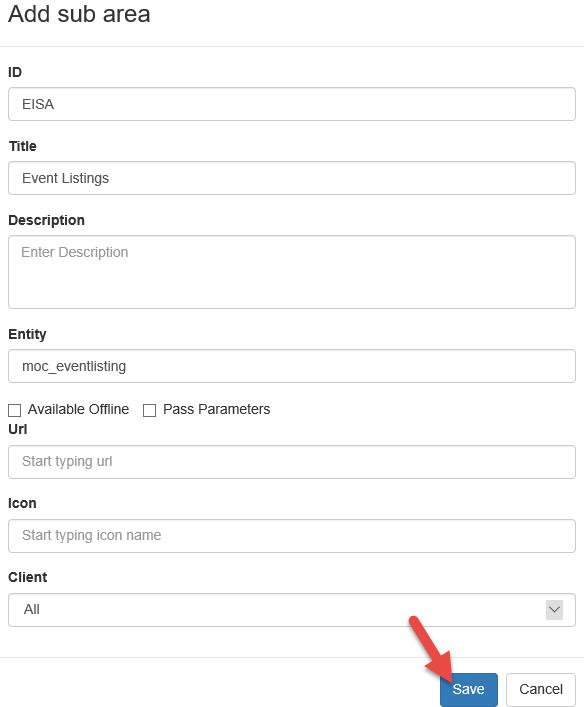 Add sub area
ID
EISA
Title
Event Listings
Description
Enter Description
Entity
moc_eventlisting
Available Offline Pass Parameters
Url
Start typing url
Icon
Start typing icon name
Client
All
Save Cancel